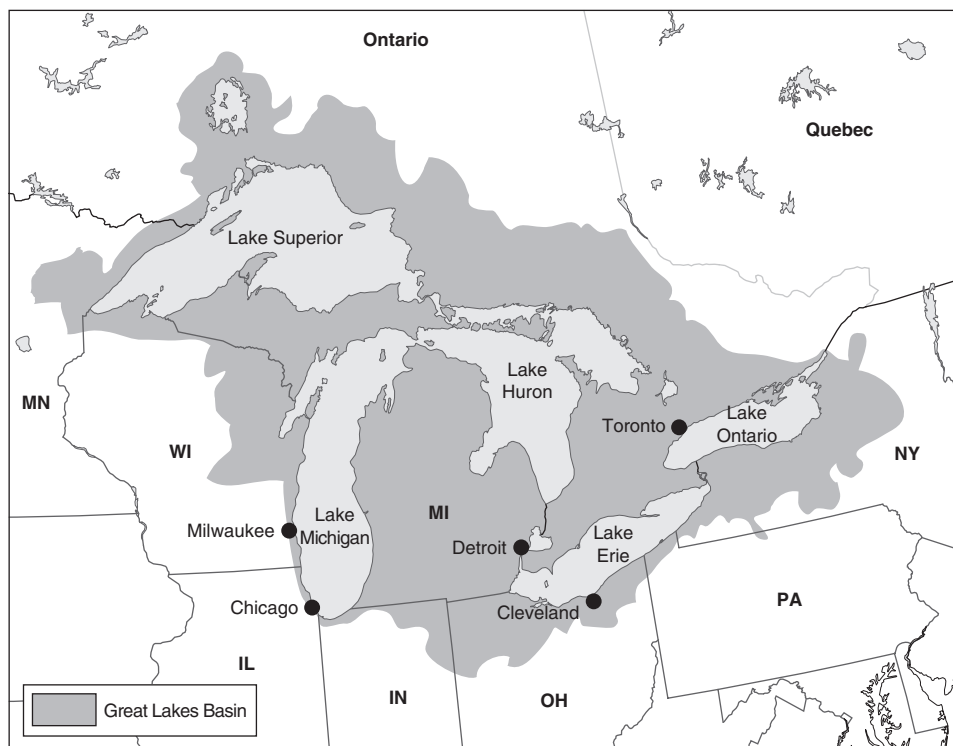 Ontario
Quebec
Lake Superior
MN
Lake
Huron
Toronto
Lake
Ontario
WI
NY
MI
Milwaukee
Lake
Michigan
Detroit
Lake
Erie
Chicago
Cleveland
PA
IL
IN
OH
Great Lakes Basin